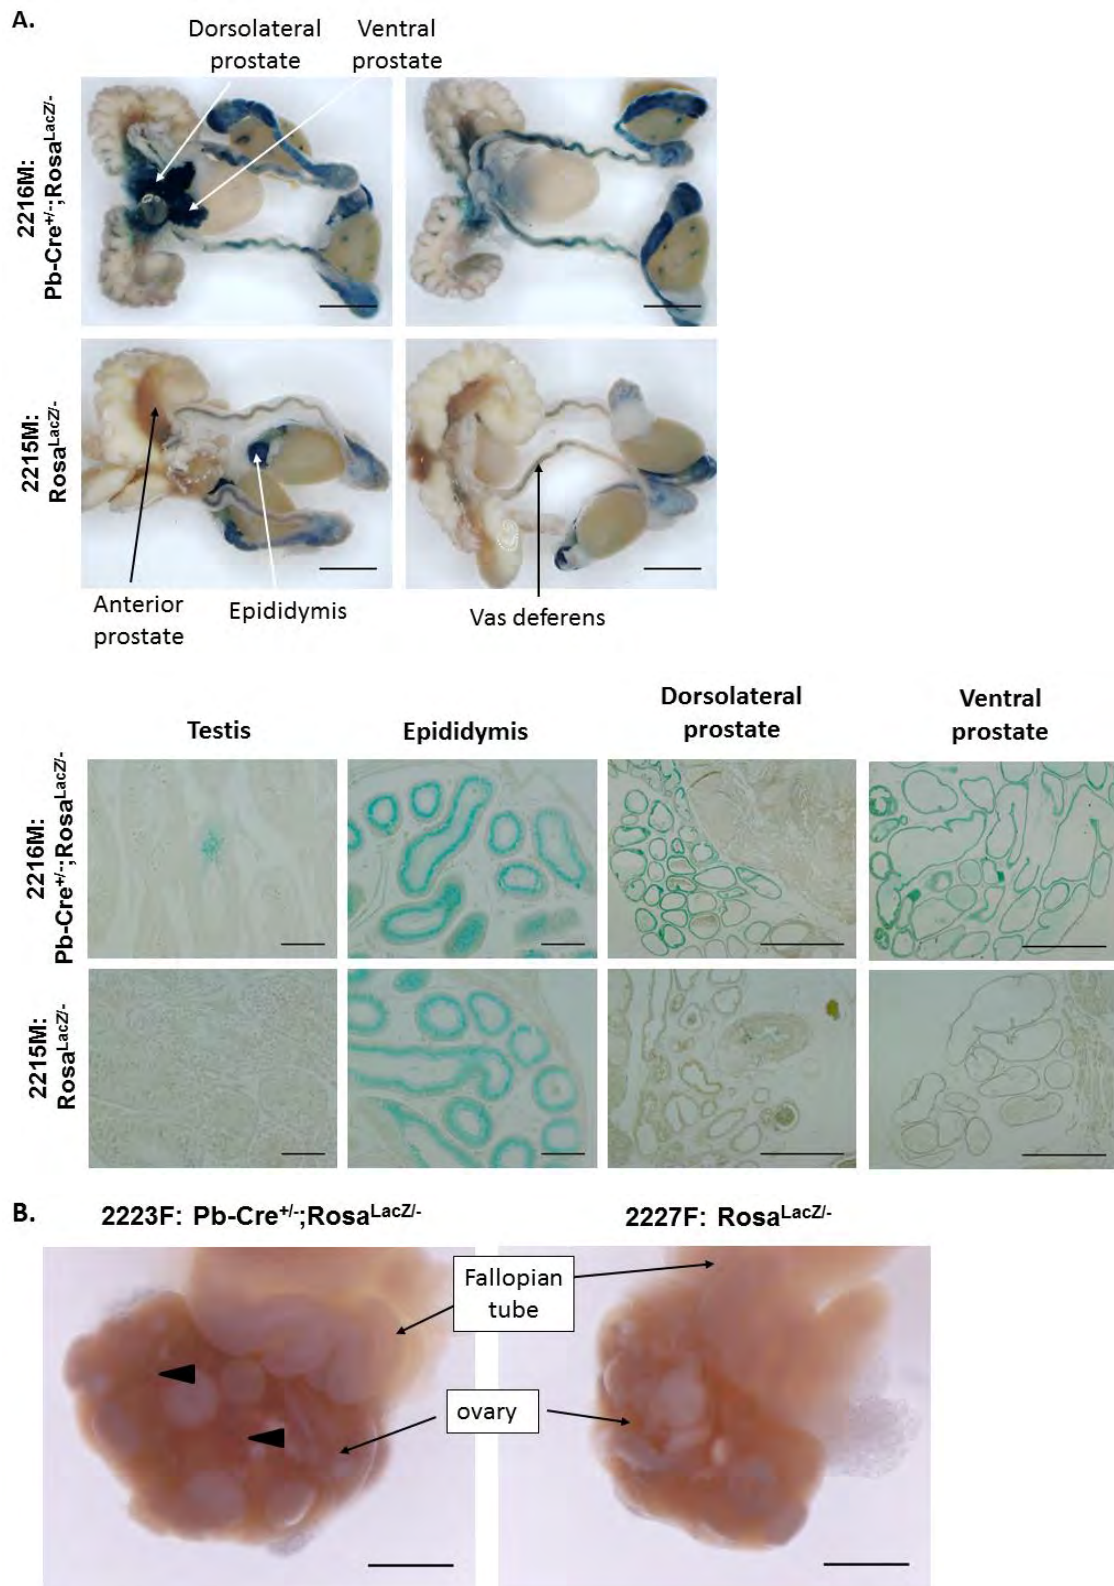 A.
Dorsolateral prostate
Ventral prostate
2216M: Pb-Cre+/-;RosaLacZ/-
2215M: RosaLacZ/-
Anterior prostate
Epididymis
Vas deferens
Testis
Epididymis
Dorsolateral prostate
Ventral prostate
2216M: Pb-Cre+/-;RosaLacZ/-
2215M: RosaLacZ/-
B.
2223F: Pb-Cre+/-;RosaLacZ/-
2227F: RosaLacZ/-
Fallopian tube
ovary